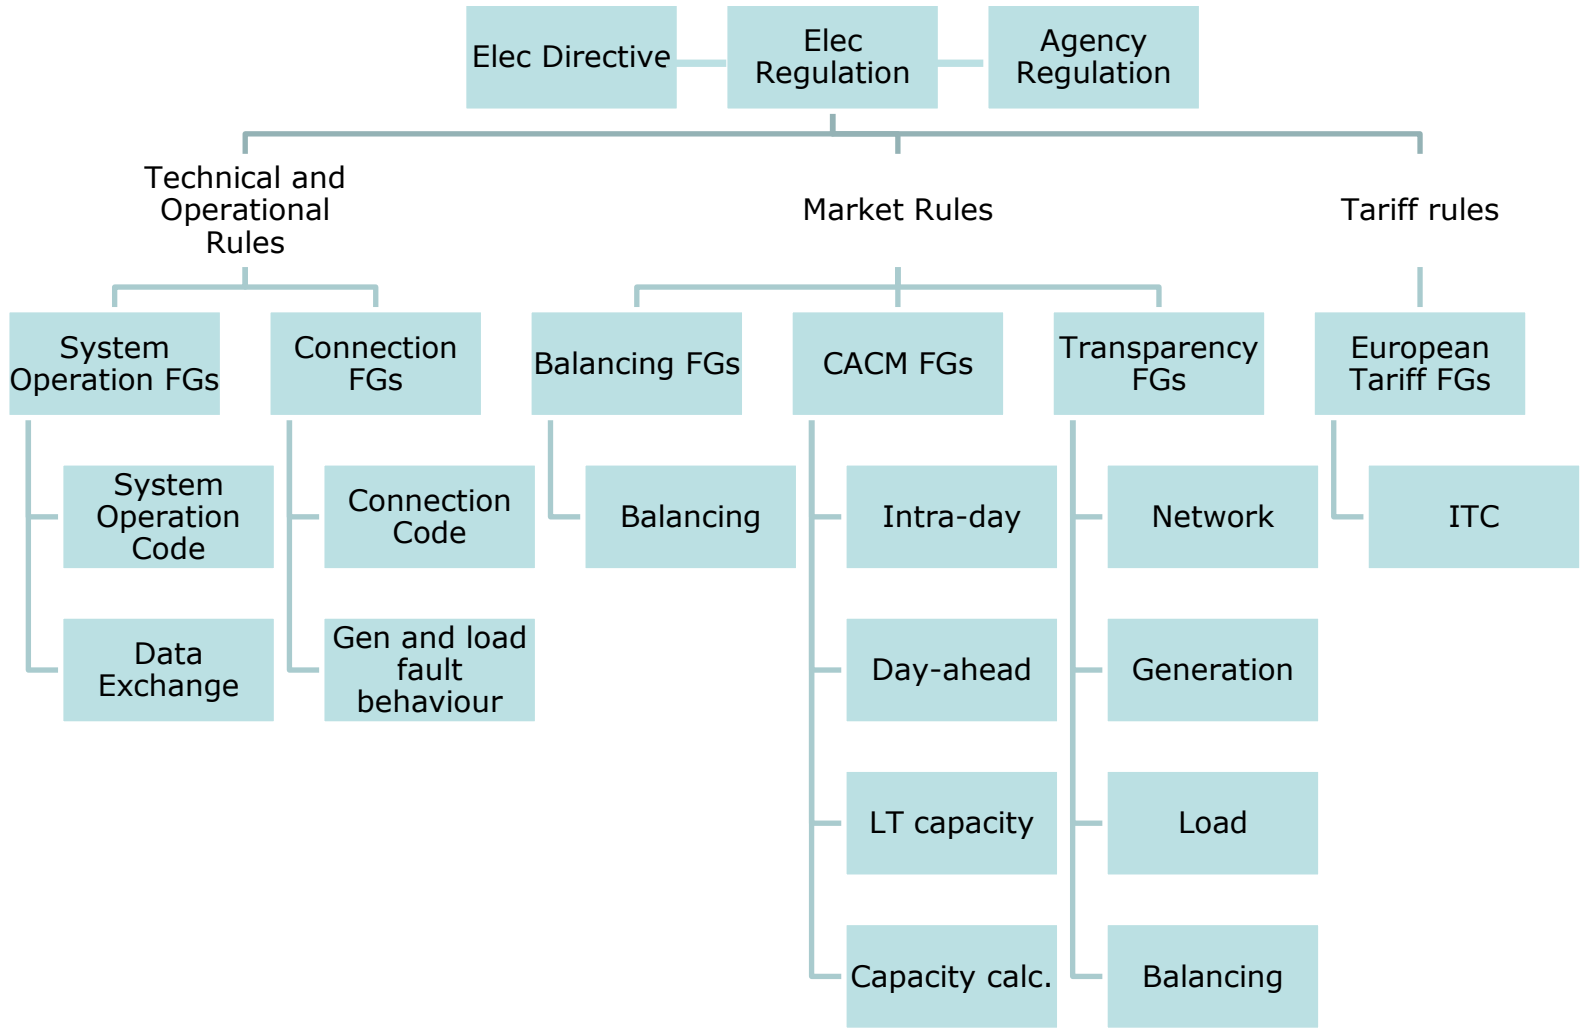 Elec Directive
Elec
Regulation
Agency
Regulation
Technical and
Operational
Rules
Market Rules
Tariff rules
System
Operation FGs
Connection
FGs
Balancing FGs
CACM FGs
Transparency
FGs
European
Tariff FGs
System
Operation
Code
Connection
Code
Balancing
Intra-day
Network
ITC
Data
Exchange
Gen and load
fault
behaviour
Day-ahead
Generation
LT capacity
Load
Capacity calc.
Balancing